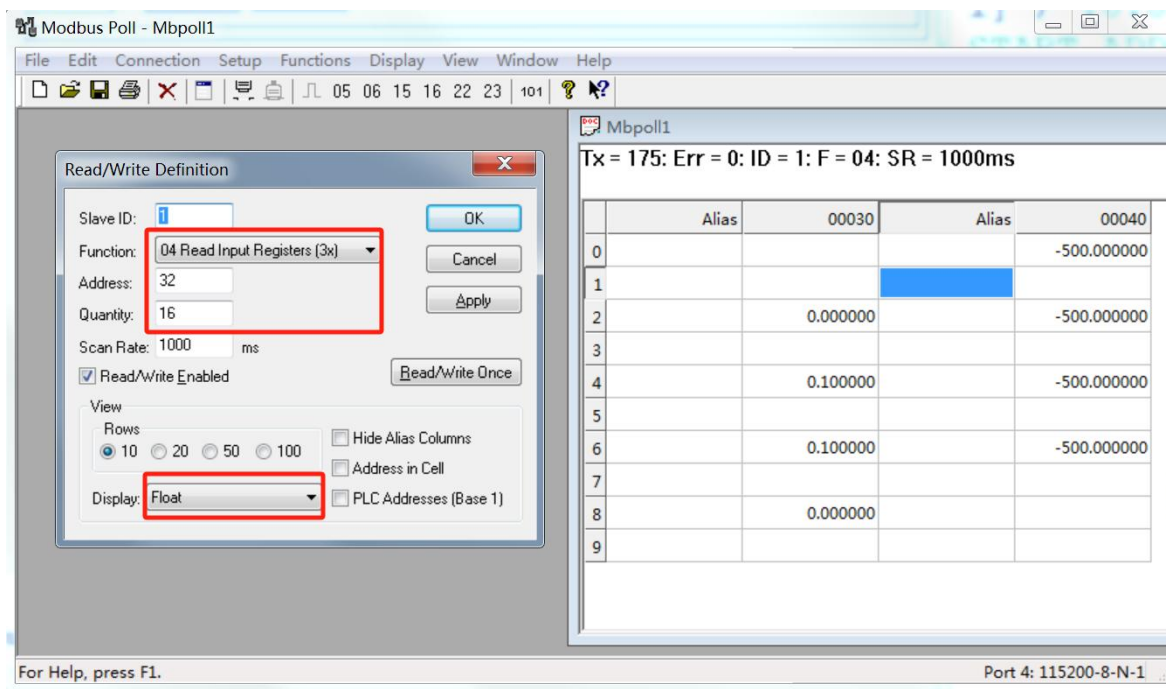 Modbus Poll - Mbpoll1
File Edit Connection Setup Functions Display View Window Help
05 06 15 16 22 23 101
Mbpoll1
Tx = 175: Err = 0: ID = 1: F = 04: SR = 1000ms
Read/Write Definition
Slave ID: 1 OK
Function: 04 Read Input Registers (3x) Cancel
Address: 32
Quantity: 16 Apply
Scan Rate: 1000 ms
Read/Write Enabled Read/Write Once
View
Rows
10 20 50 100
Hide Alias Columns
Address in Cell
Display: Float PLC Addresses (Base 1)
Alias 00030 Alias 00040
0 -500.000000
1
2 0.000000 -500.000000
3
4 0.100000 -500.000000
5
6 0.100000 -500.000000
7
8 0.000000
9
For Help, press F1. Port 4: 115200-8-N-1